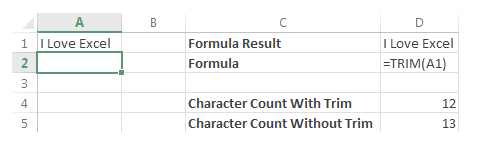 A B C D
1 I Love Excel Formula Result I Love Excel
2 Formula =TRIM(A1)
3
4 Character Count With Trim 12
5 Character Count Without Trim 13